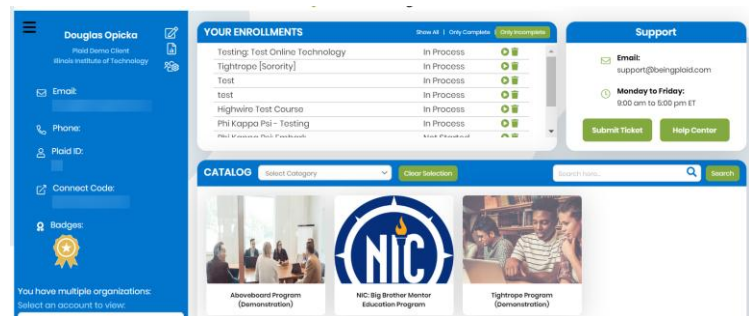 Douglas Opicka
Plaid Demo Client
Illinois Institute of Technology
Email:
Phone:
Plaid ID:
Connect Code:
Badges:
You have multiple organizations:
Select an account to view:
YOUR ENROLLMENTS
Show All | Only Complete | Only Incomplete
Testing: Test Online Technology In Process
Tightrope [Sorority] In Process
Test In Process
test In Process
Highwire Test Course In Process
Phi Kappa Psi - Testing In Process
Phi Kappa Psi Embark Not Started
Support
Email:
support@beingplaid.com
Monday to Friday:
9:00 am to 5:00 pm ET
Submit Ticket Help Center
CATALOG Select Category Clear Selection Search here... Search
NIC
Aboveboard Program
(Demonstration)
NIC: Big Brother Mentor
Education Program
Tightrope Program
(Demonstration)